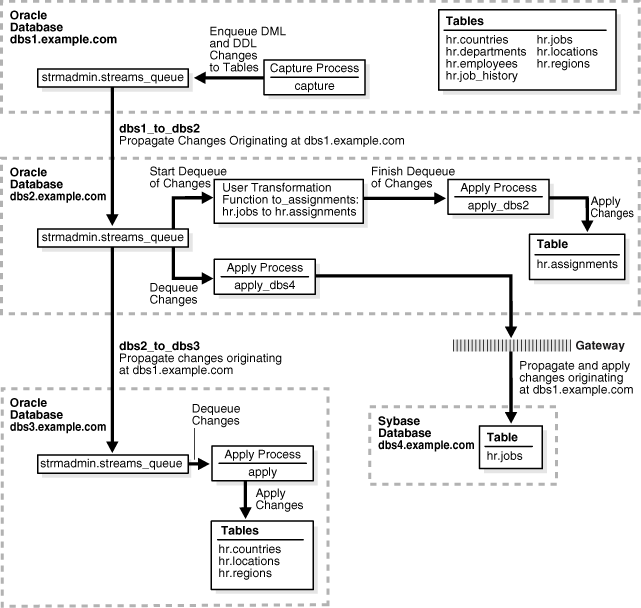 Oracle
Database
dbs1.example.com
Enqueue DML
and DDL
Changes
to Tables
strmadmin.streams_queue
Capture Process
capture
Tables
hr.countries hr.jobs
hr.departments hr.locations
hr.employees hr.regions
hr.job_history
dbs1_to_dbs2
Propagate Changes Originating at dbs1.example.com
Oracle
Database
dbs2.example.com
strmadmin.streams_queue
Start Dequeue
of Changes
User Transformation
Function to_assignments:
hr.jobs to hr.assignments
Finish Dequeue
of Changes
Apply Process
apply_dbs2
Apply
Changes
Table
hr.assignments
Dequeue
Changes
Apply Process
apply_dbs4
dbs2_to_dbs3
Propagate changes originating
at dbs1.example.com
Gateway
Propagate and apply
changes originating
at dbs1.example.com
Oracle
Database
dbs3.example.com
strmadmin.streams_queue
Dequeue
Changes
Apply Process
apply
Apply
Changes
Tables
hr.countries
hr.locations
hr.regions
Sybase
Database
dbs4.example.com
Table
hr.jobs